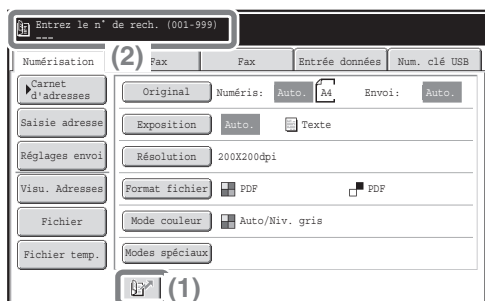 Entrez le n° de rech. (001-999)
---
(2)
Numérisation Fax Fax Entrée données Num. clé USB
Carnet
d'adresses
Original Numéris: Auto. A4 Envoi: Auto.
Saisie adresse
Exposition Auto. Texte
Réglages envoi
Résolution 200X200dpi
Visu. Adresses
Format fichier PDF PDF
Fichier
Mode couleur Auto/Niv. gris
Fichier temp.
Modes spéciaux
(1)